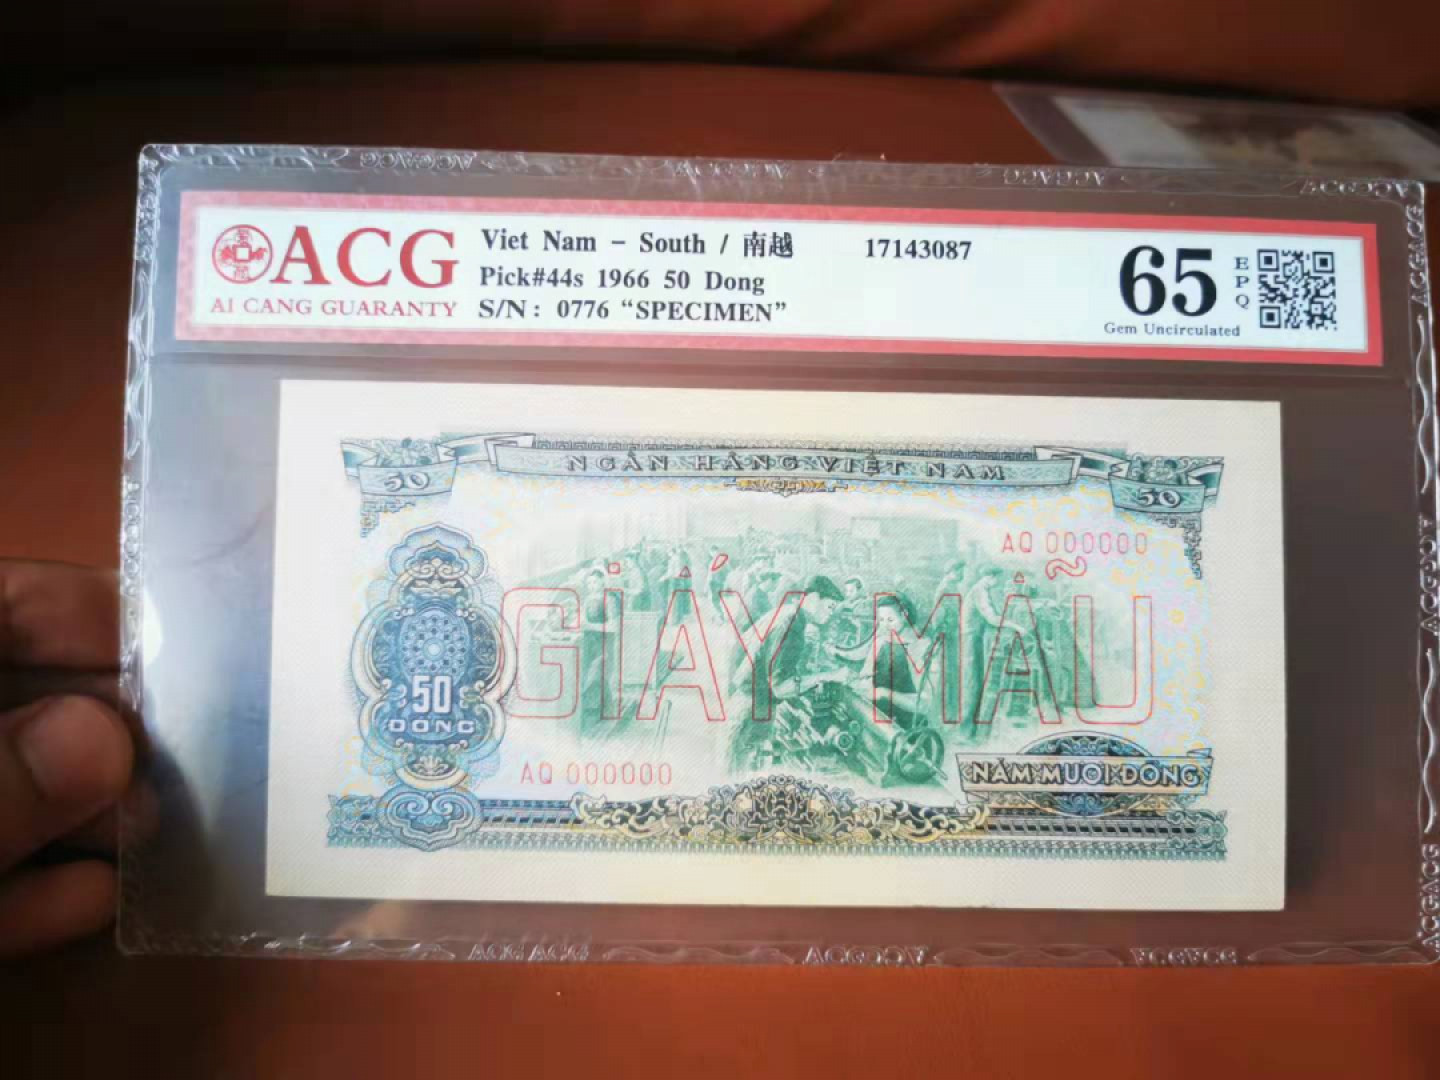 ACG
AI CANG GUARANTY
Viet Nam - South / 南越 17143087
Pick#44s 1966 50 Dong
S/N: 0776 "SPECIMEN"
65
EPQ
Gem Uncirculated
50 NGÂN HÀNG VIỆT NAM 50
AQ 000000
GIẤY MẪU
50
ĐỒNG
AQ 000000
NĂM MƯƠI ĐỒNG